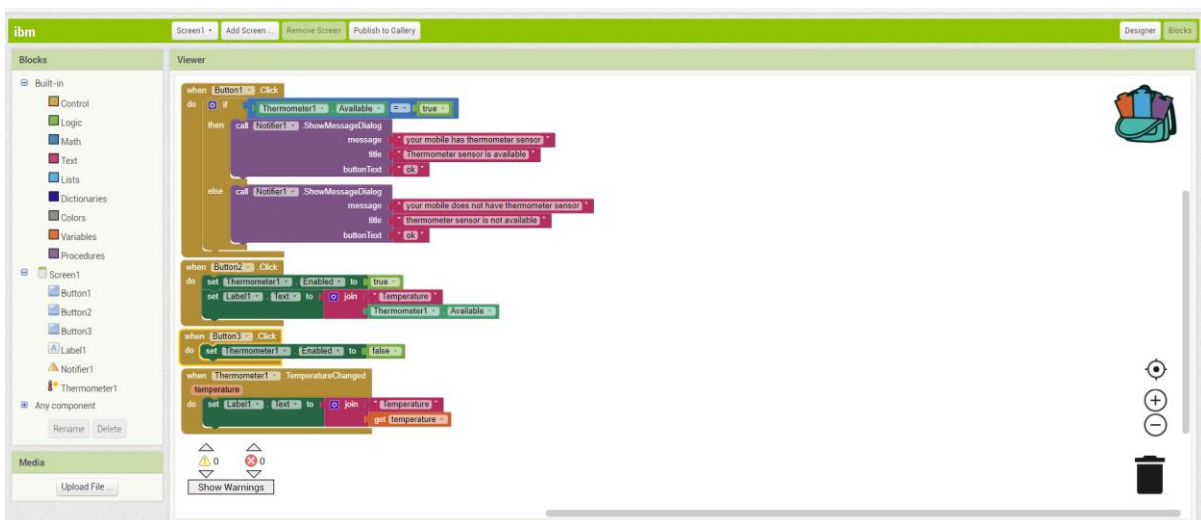 ibm
Screen1 Add Screen ... Remove Screen Publish to Gallery Designer Blocks
Blocks
Built-in
Control
Logic
Math
Text
Lists
Dictionaries
Colors
Variables
Procedures
Screen1
Button1
Button2
Button3
Label1
Notifier1
Thermometer1
Any component
Rename Delete
Media
Upload File ...
Viewer
when Button1 .Click
do if Thermometer1 . Available = true
then call Notifier1 .ShowMessageDialog
message " your mobile has thermometer sensor "
title " Thermometer sensor is available "
buttonText " ok "
else call Notifier1 .ShowMessageDialog
message " your mobile does not have thermometer sensor "
title " thermometer sensor is not available "
buttonText " ok "
when Button2 .Click
do set Thermometer1 . Enabled to true
set Label1 . Text to join " Temperature "
Thermometer1 . Available
when Button3 .Click
do set Thermometer1 . Enabled to false
when Thermometer1 .TemperatureChanged
temperature
do set Label1 . Text to join " Temperature "
get temperature
0 0
Show Warnings